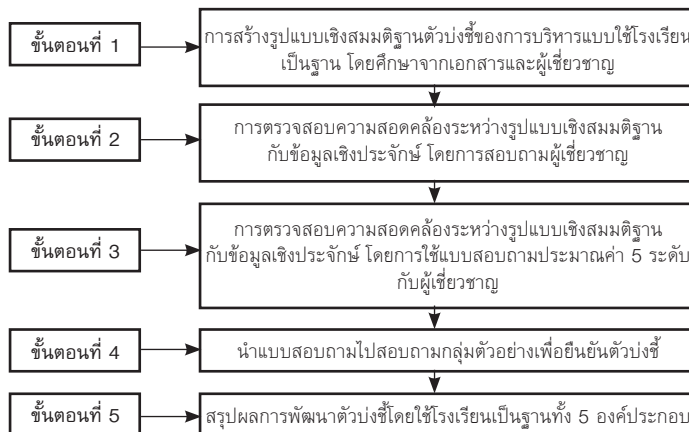 ขั้นตอนที่ 1
การสร้างรูปแบบเชิงสมมติฐานตัวบ่งชี้ของการบริหารแบบใช้โรงเรียน
เป็นฐาน โดยศึกษาจากเอกสารและผู้เชี่ยวชาญ
ขั้นตอนที่ 2
การตรวจสอบความสอดคล้องระหว่างรูปแบบเชิงสมมติฐาน
กับข้อมูลเชิงประจักษ์ โดยการสอบถามผู้เชี่ยวชาญ
ขั้นตอนที่ 3
การตรวจสอบความสอดคล้องระหว่างรูปแบบเชิงสมมติฐาน
กับข้อมูลเชิงประจักษ์ โดยการใช้แบบสอบถามประมาณค่า 5 ระดับ
กับผู้เชี่ยวชาญ
ขั้นตอนที่ 4
นำแบบสอบถามไปสอบถามกลุ่มตัวอย่างเพื่อยืนยันตัวบ่งชี้
ขั้นตอนที่ 5
สรุปผลการพัฒนาตัวบ่งชี้โดยใช้โรงเรียนเป็นฐานทั้ง 5 องค์ประกอบ